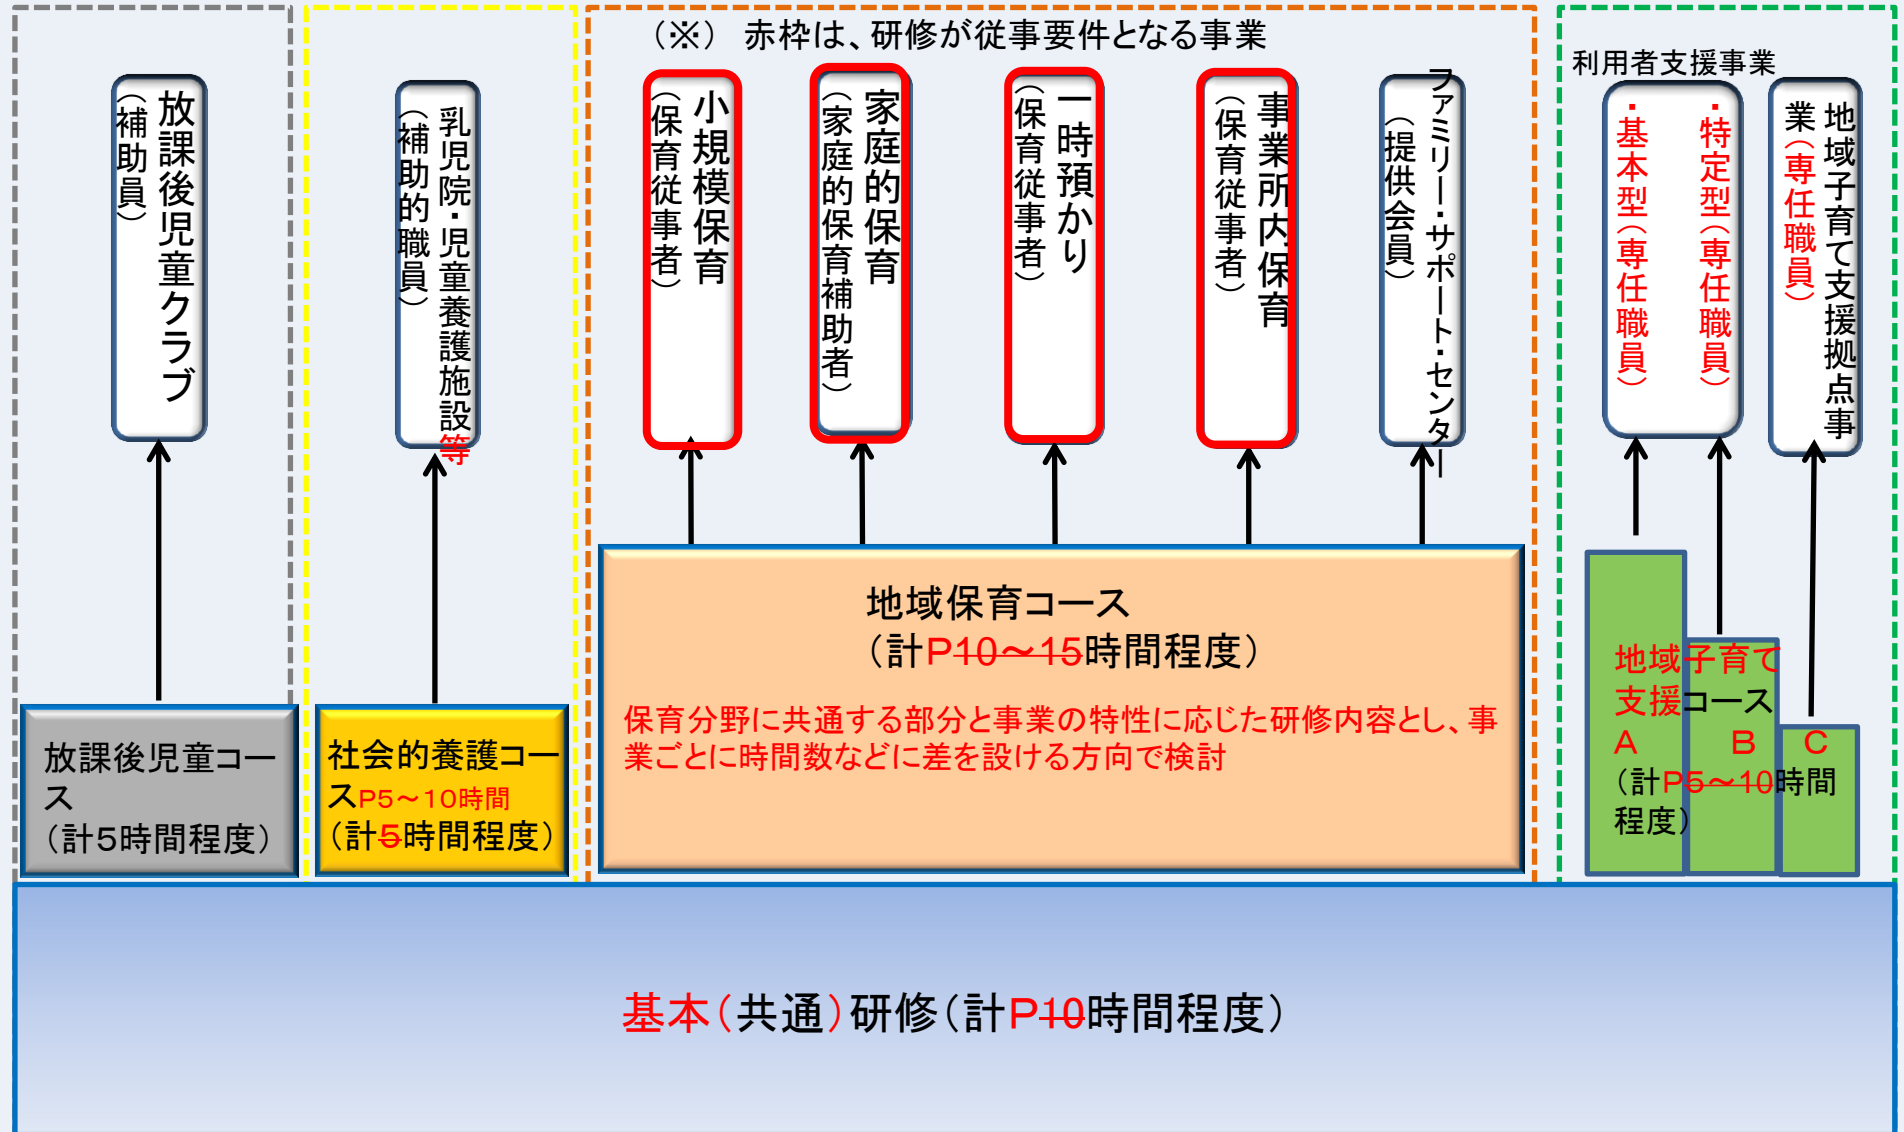 （※） 赤枠は、研修が従事要件となる事業
放課後児童クラブ
（補助員）
乳児院・児童養護施設等
（補助的職員）
小規模保育
（保育従事者）
家庭的保育
（家庭的保育補助者）
一時預かり
（保育従事者）
事業所内保育
（保育従事者）
ファミリー・サポート・センター
（提供会員）
利用者支援事業
・特定型（専任職員）
・基本型（専任職員）
地域子育て支援拠点事
業（専任職員）
放課後児童コー
ス
（計5時間程度）
社会的養護コー
スP5～10時間
（計5時間程度）
地域保育コース
（計P10～15時間程度）
保育分野に共通する部分と事業の特性に応じた研修内容とし、事
業ごとに時間数などに差を設ける方向で検討
地域子育て
支援コース
A B C
（計P5～10時間
程度）
基本（共通）研修（計P10時間程度）